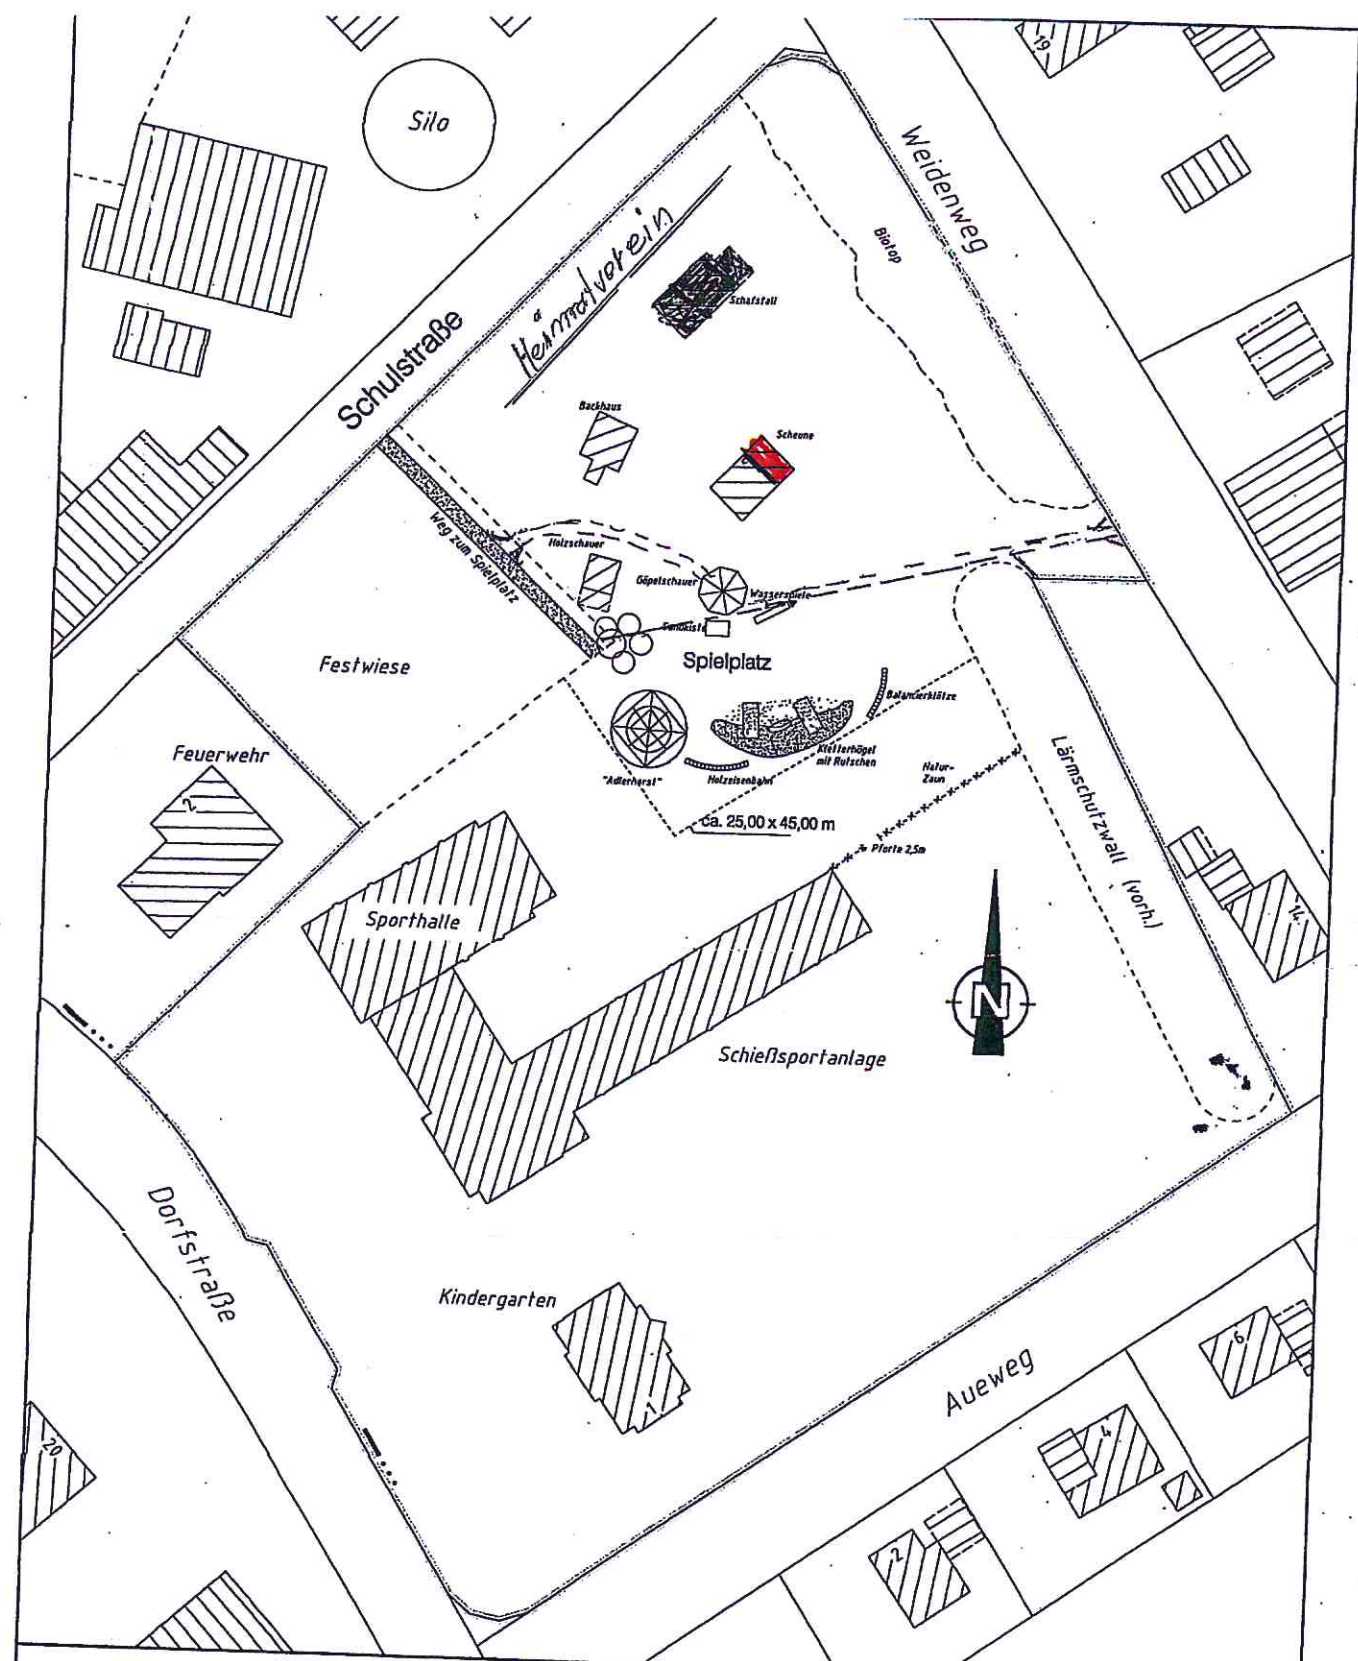 19
Silo
Weidenweg
Biotop
Heimatverein
Schafstall
Schulstraße
Backhaus
Scheune
Weg zum Spielplatz
Holzschauer
Göpelschauer
Wasserspiele
Sandkiste
Spielplatz
Festwiese
Balancierklötze
Feuerwehr
2
Kletterhügel
mit Rutschen
"Adlerhorst"
Holzeisenbahn
Natur-
Zaun
Lärmschutzwall (vorh.)
ca. 25,00 x 45,00 m
Pforte 2,5m
Sporthalle
14
N
Schießsportanlage
Dorfstraße
Kindergarten
1
Aueweg
6
4
20
2